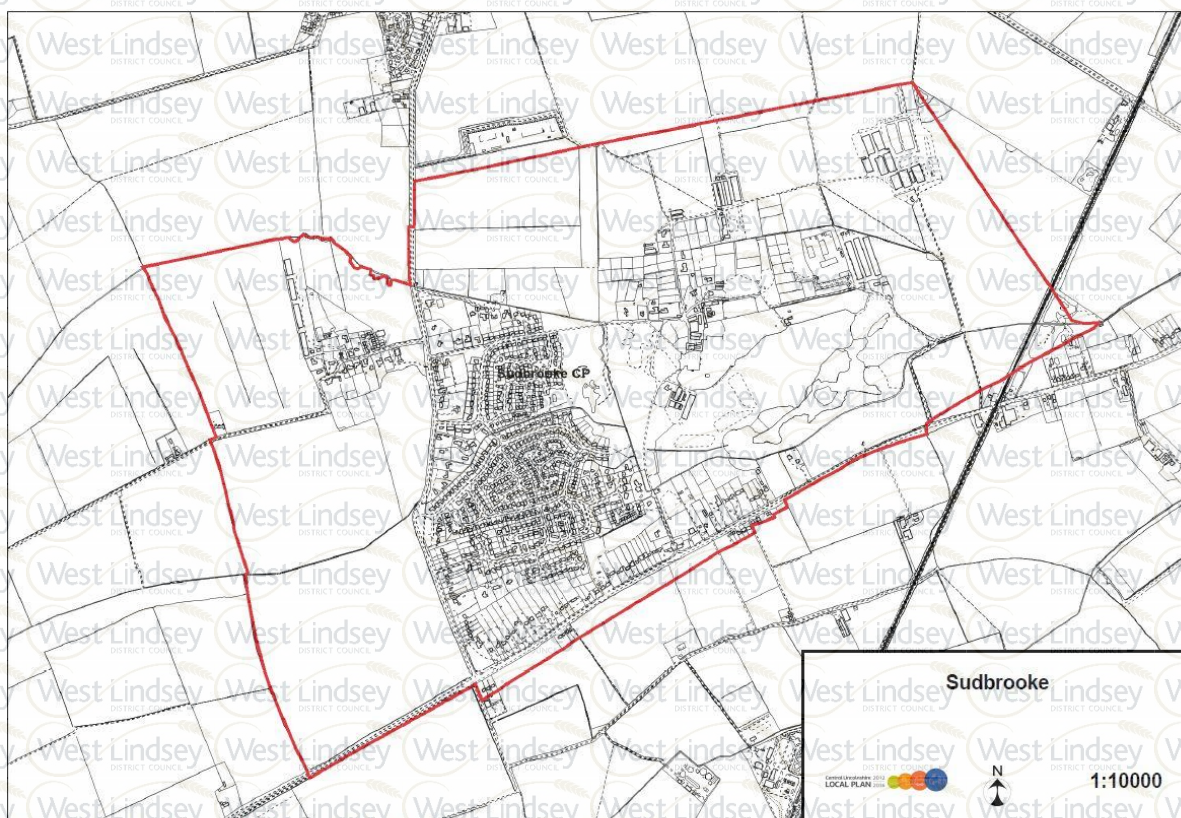 West Lindsey
DISTRICT COUNCIL
Sudbrooke CP
Sudbrooke
Central Lincolnshire 2012
LOCAL PLAN 2036
N
1:10000